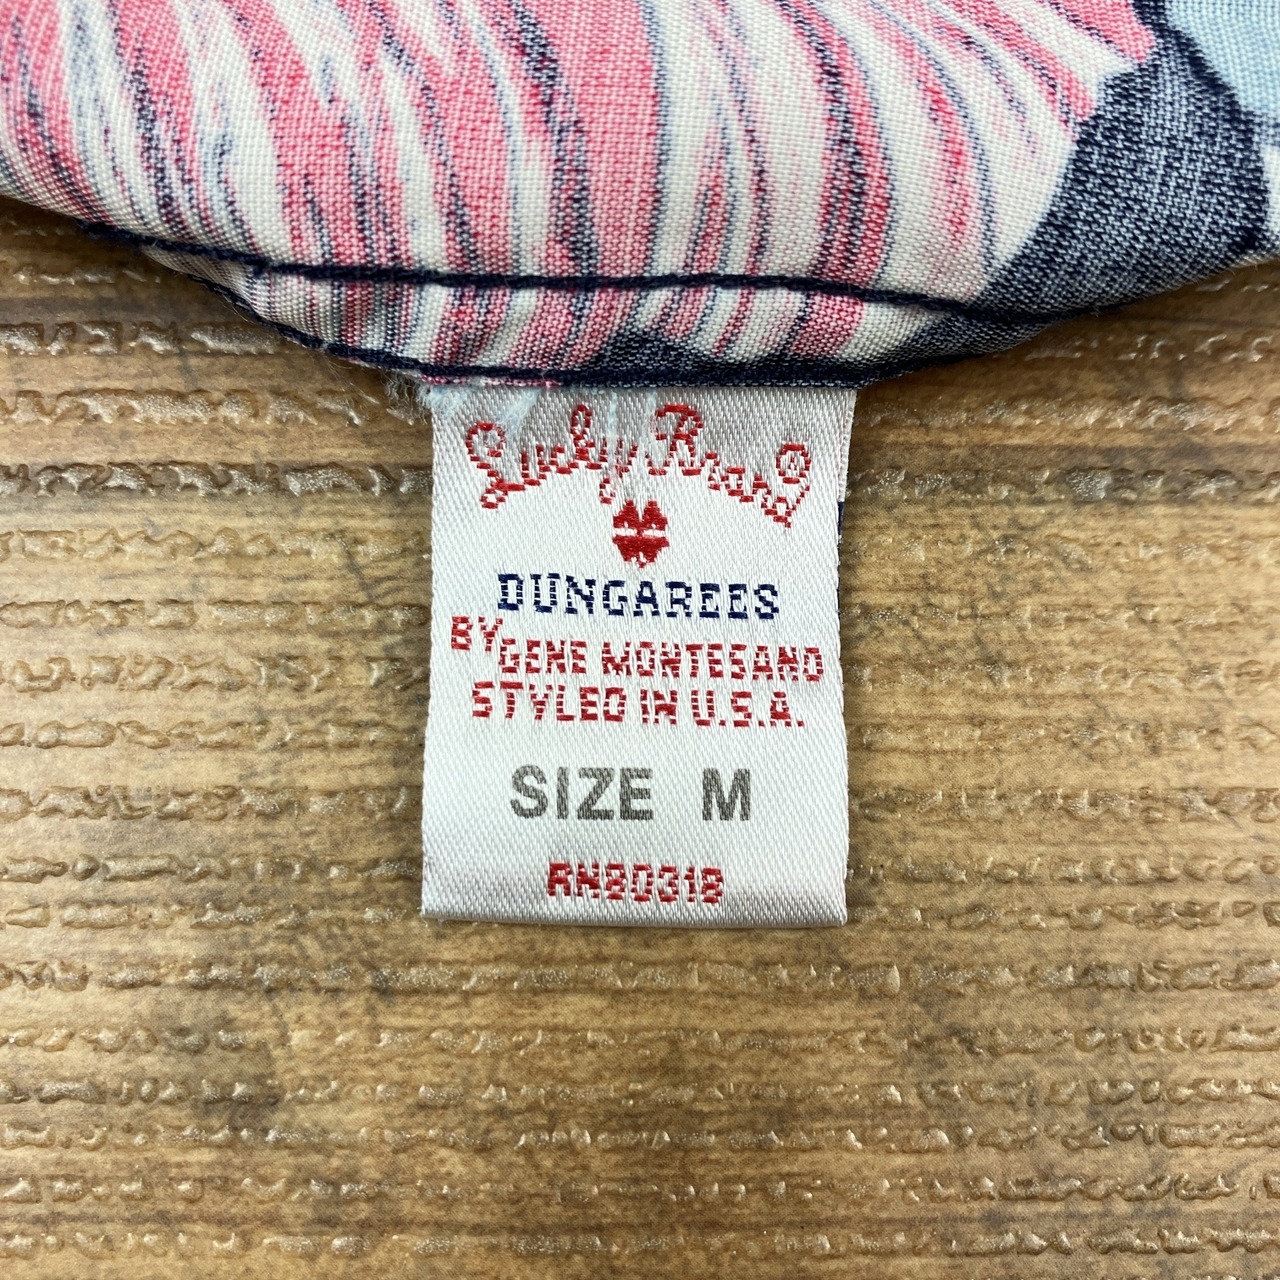 Lucky Brand®
DUNGAREES
BY GENE MONTESANO
STYLED IN U.S.A.
SIZE M
RN80318